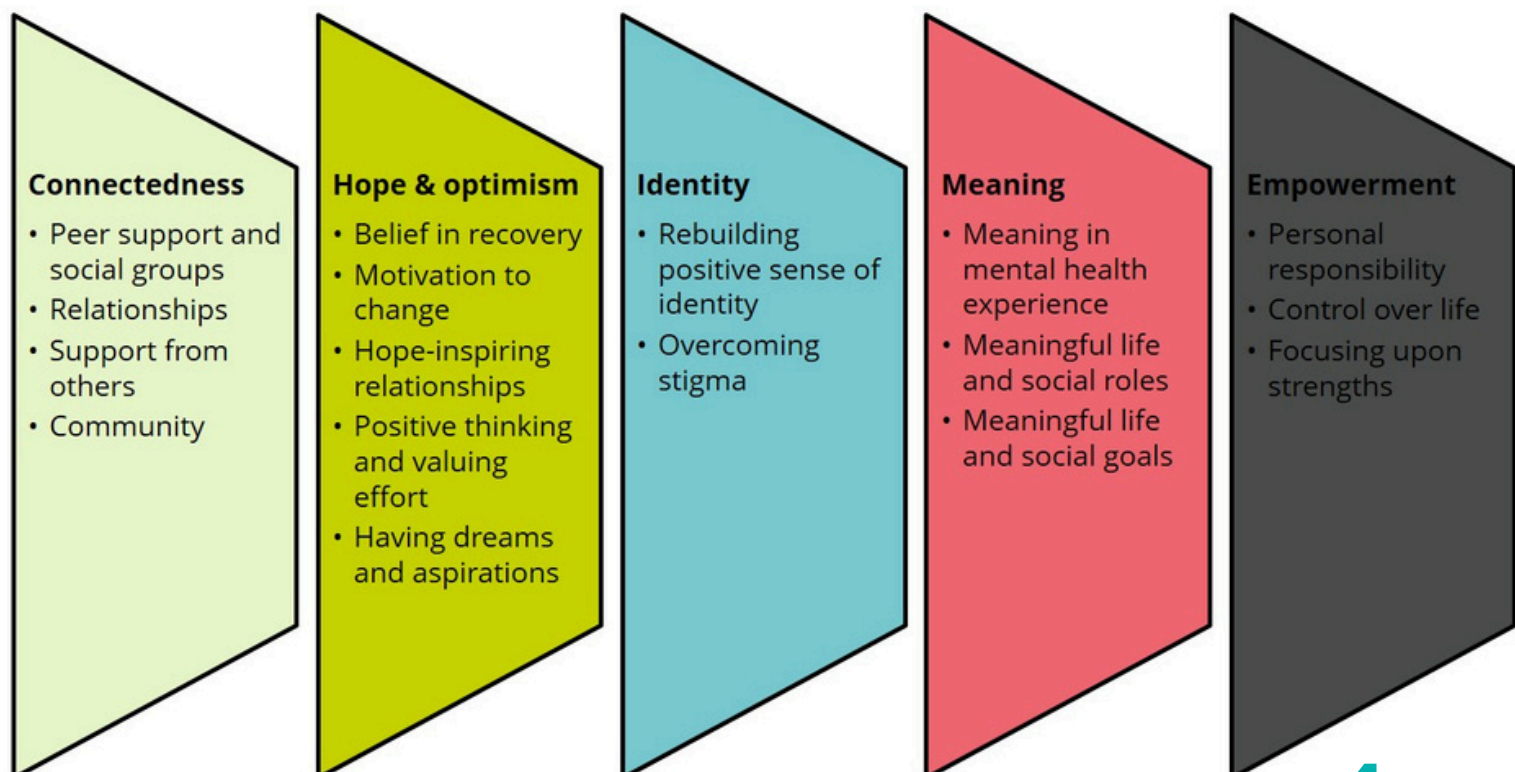 Connectedness
• Peer support and
social groups
• Relationships
• Support from
others
• Community
Hope & optimism
• Belief in recovery
• Motivation to
change
• Hope-inspiring
relationships
• Positive thinking
and valuing
effort
• Having dreams
and aspirations
Identity
• Rebuilding
positive sense of
identity
• Overcoming
stigma
Meaning
• Meaning in
mental health
experience
• Meaningful life
and social roles
• Meaningful life
and social goals
Empowerment
• Personal
responsibility
• Control over life
• Focusing upon
strengths